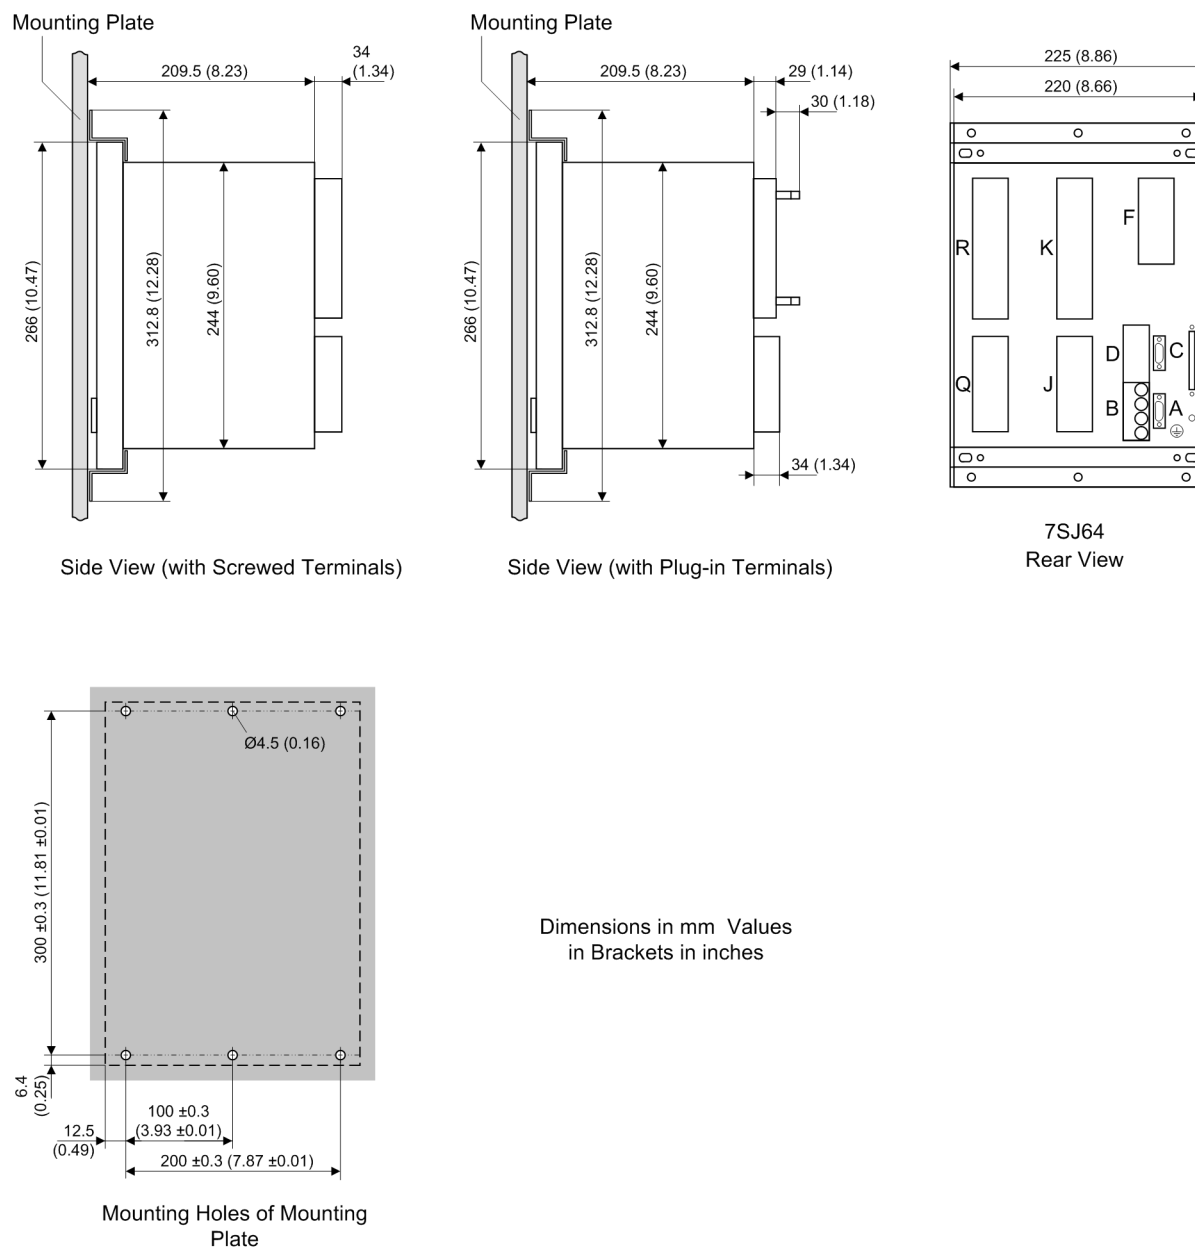 Mounting Plate
209.5 (8.23)
34
(1.34)
266 (10.47)
312.8 (12.28)
244 (9.60)
Side View (with Screwed Terminals)
Mounting Plate
209.5 (8.23)
29 (1.14)
30 (1.18)
266 (10.47)
312.8 (12.28)
244 (9.60)
34 (1.34)
Side View (with Plug-in Terminals)
225 (8.86)
220 (8.66)
R
K
F
Q
J
D
C
B
A
7SJ64
Rear View
Ø4.5 (0.16)
300 ±0.3 (11.81 ±0.01)
6.4
(0.25)
12.5
(0.49)
100 ±0.3
(3.93 ±0.01)
200 ±0.3 (7.87 ±0.01)
Mounting Holes of Mounting
Plate
Dimensions in mm  Values
in Brackets in inches